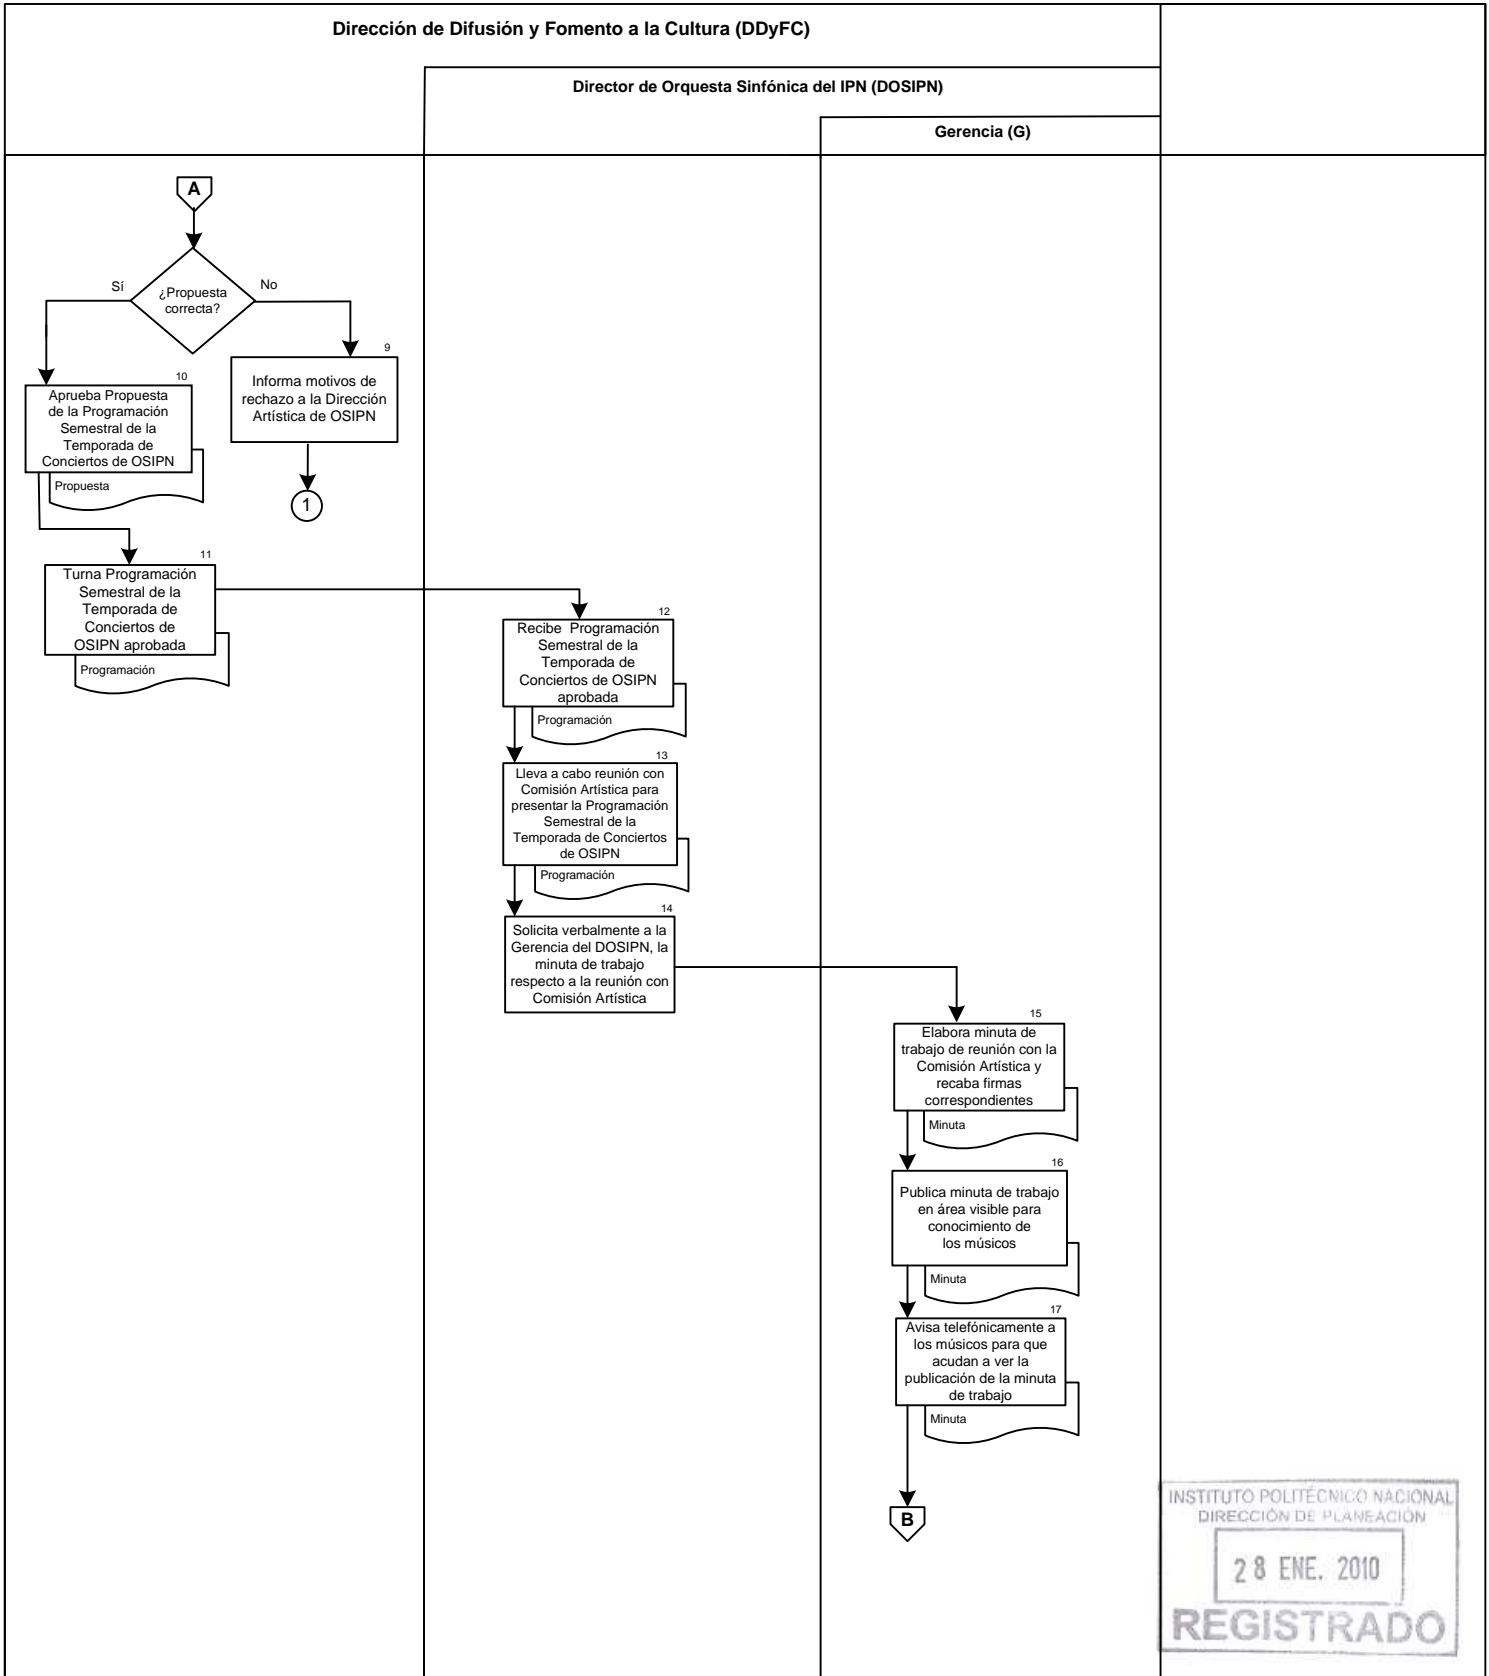 Dirección de Difusión y Fomento a la Cultura (DDyFC)
Director de Orquesta Sinfónica del IPN (DOSIPN)
Gerencia (G)
A
¿Propuesta
correcta?
Sí
No
9
Informa motivos de
rechazo a la Dirección
Artística de OSIPN
1
10
Aprueba Propuesta
de la Programación
Semestral de la
Temporada de
Conciertos de OSIPN
Propuesta
11
Turna Programación
Semestral de la
Temporada de
Conciertos de
OSIPN aprobada
Programación
12
Recibe Programación
Semestral de la
Temporada de
Conciertos de OSIPN
aprobada
Programación
13
Lleva a cabo reunión con
Comisión Artística para
presentar la Programación
Semestral de la
Temporada de Conciertos
de OSIPN
Programación
14
Solicita verbalmente a la
Gerencia del DOSIPN, la
minuta de trabajo
respecto a la reunión con
Comisión Artística
15
Elabora minuta de
trabajo de reunión con la
Comisión Artística y
recaba firmas
correspondientes
Minuta
16
Publica minuta de trabajo
en área visible para
conocimiento de
los músicos
Minuta
17
Avisa telefónicamente a
los músicos para que
acudan a ver la
publicación de la minuta
de trabajo
Minuta
B
INSTITUTO POLITÉCNICO NACIONAL
DIRECCIÓN DE PLANEACIÓN
28 ENE. 2010
REGISTRADO